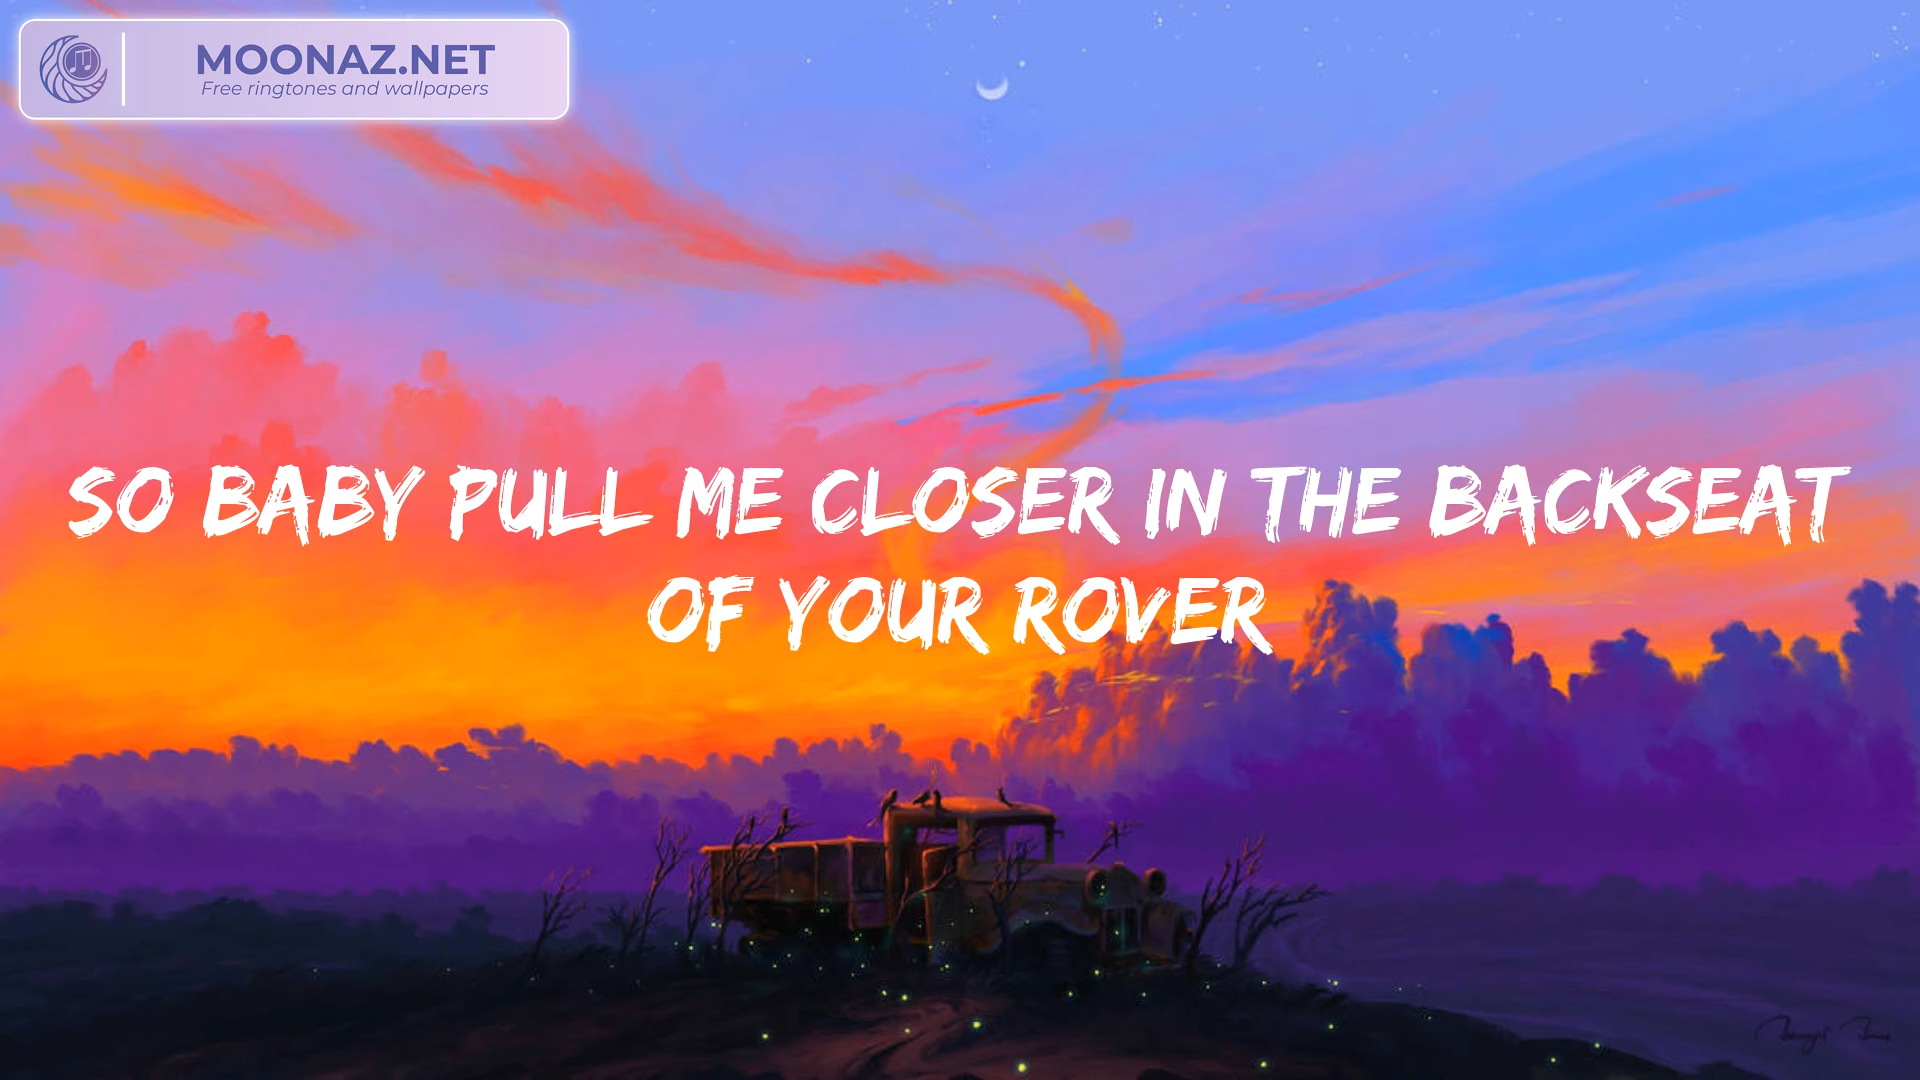 MOONAZ.NET
Free ringtones and wallpapers
SO BABY PULL ME CLOSER IN THE BACKSEAT
OF YOUR ROVER